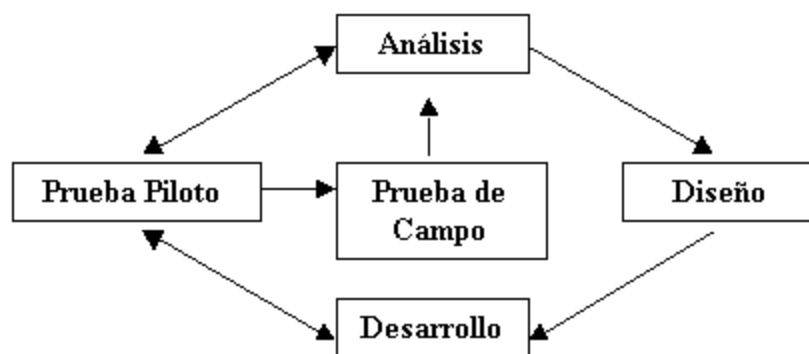 Análisis
Prueba Piloto
Prueba de
Campo
Diseño
Desarrollo